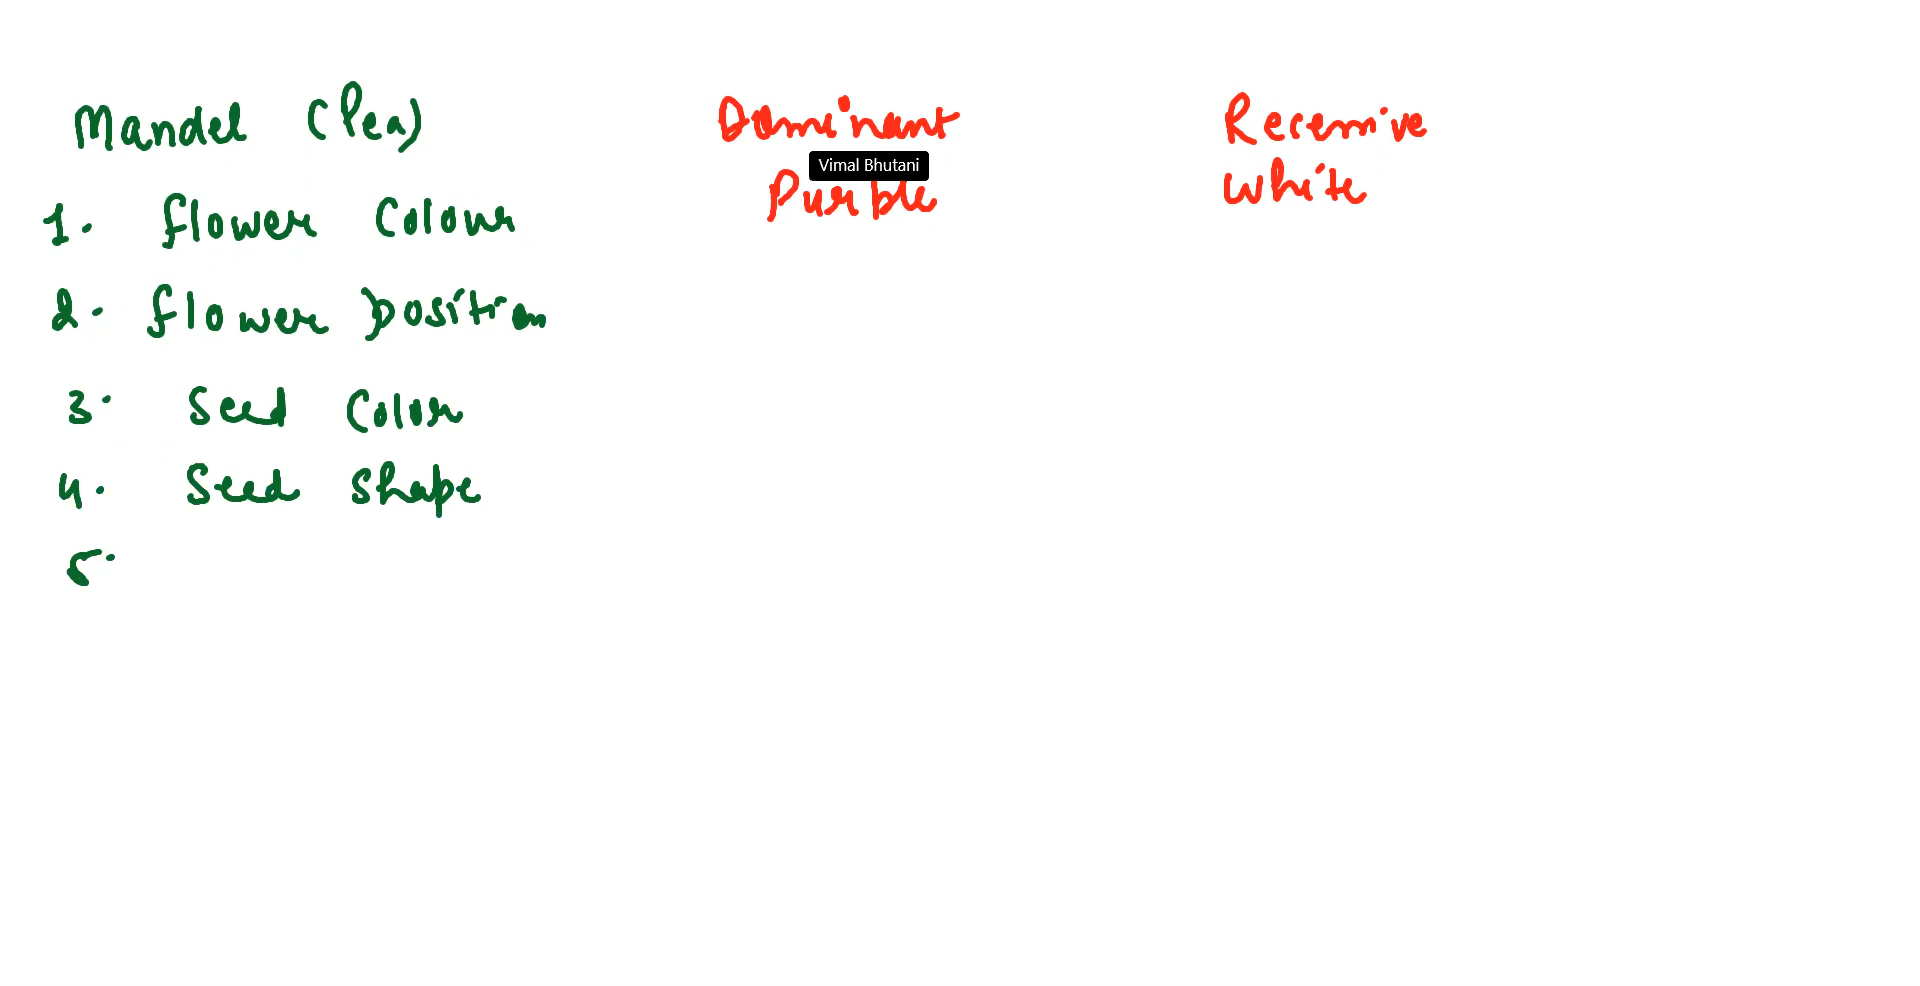 Mandel (Pea)
Dominant
Recessive
Vimal Bhutani
Purple
White
1. Flower Colour
2. Flower position
3. Seed Color
4. Seed Shape
5.